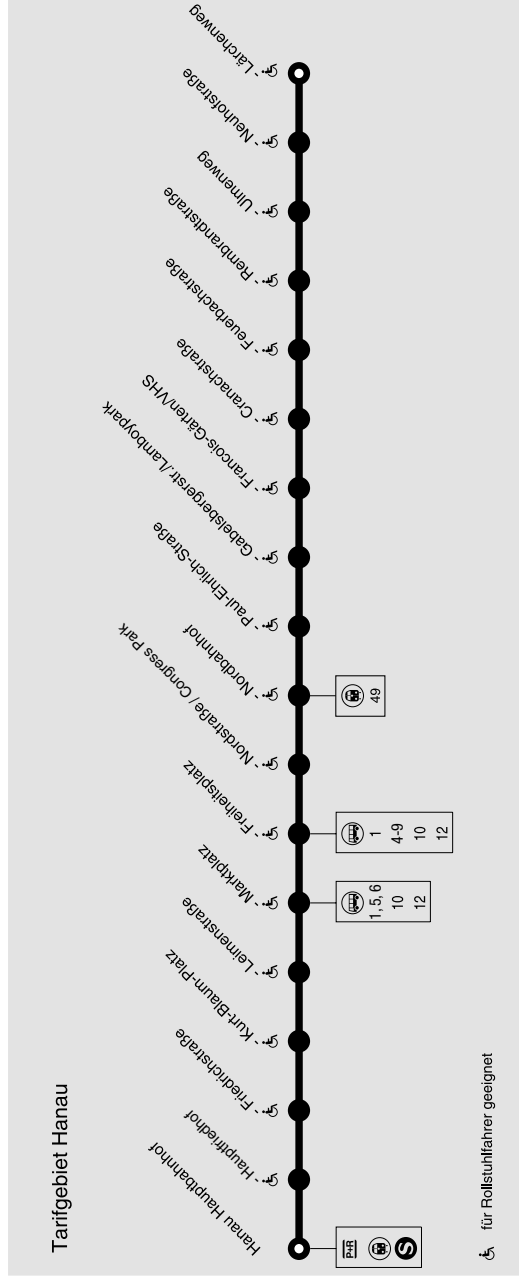 Tarifgebiet Hanau
Hanau Hauptbahnhof
Hauptfriedhof
Friedrichstraße
Kurt-Blaum-Platz
Leimenstraße
Marktplatz
Freiheitsplatz
Nordstraße / Congress Park
Nordbahnhof
Paul-Ehrlich-Straße
Gabelsbergerstr./Lamboypark
Francois-Gärten/VHS
Cranachstraße
Feuerbachstraße
Rembrandtstraße
Ulmenweg
Neuhofstraße
Lärchenweg
P+R
S
1, 5, 6
10
12
1
4-9
10
12
49
für Rollstuhlfahrer geeignet